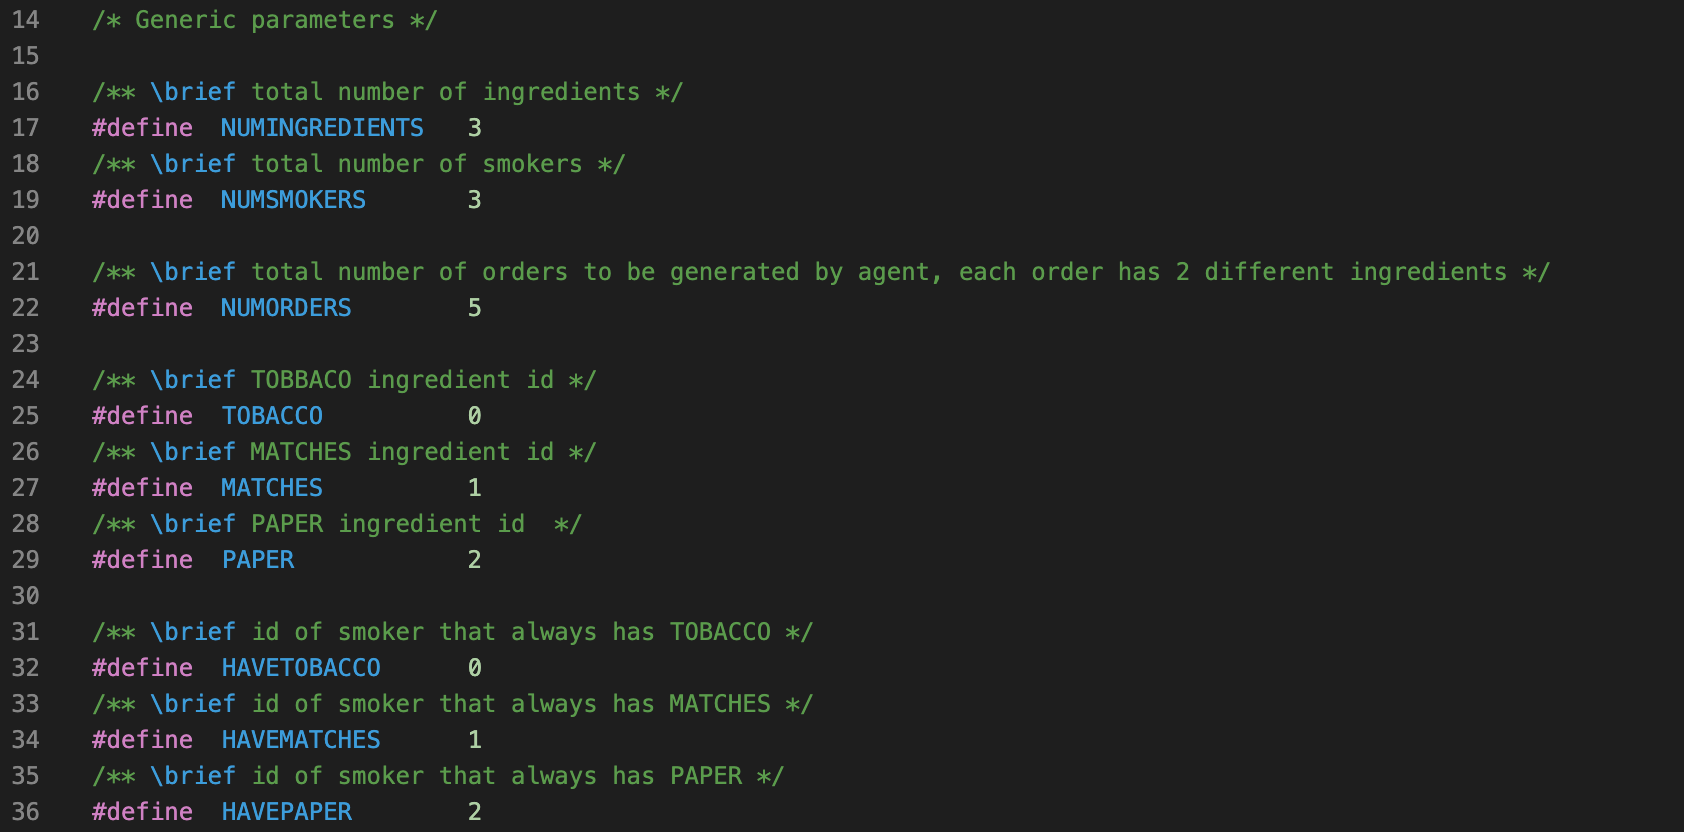 14 /* Generic parameters */
15
16 /** \brief total number of ingredients */
17 #define NUMINGREDIENTS 3
18 /** \brief total number of smokers */
19 #define NUMSMOKERS 3
20
21 /** \brief total number of orders to be generated by agent, each order has 2 different ingredients */
22 #define NUMORDERS 5
23
24 /** \brief TOBBACO ingredient id */
25 #define TOBACCO 0
26 /** \brief MATCHES ingredient id */
27 #define MATCHES 1
28 /** \brief PAPER ingredient id  */
29 #define PAPER 2
30
31 /** \brief id of smoker that always has TOBACCO */
32 #define HAVETOBACCO 0
33 /** \brief id of smoker that always has MATCHES */
34 #define HAVEMATCHES 1
35 /** \brief id of smoker that always has PAPER */
36 #define HAVEPAPER 2